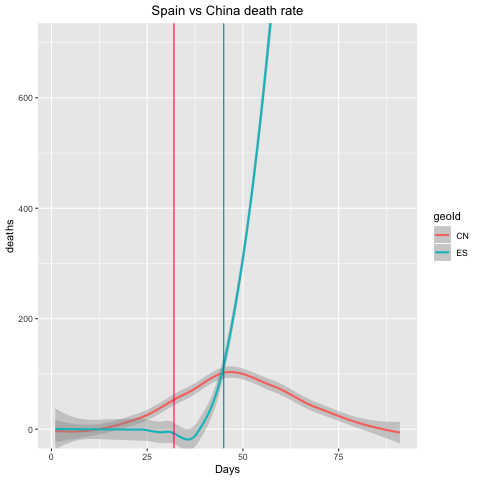 Spain vs China death rate
600
400
200
0
deaths
0 25 50 75
Days
geoId
CN
ES